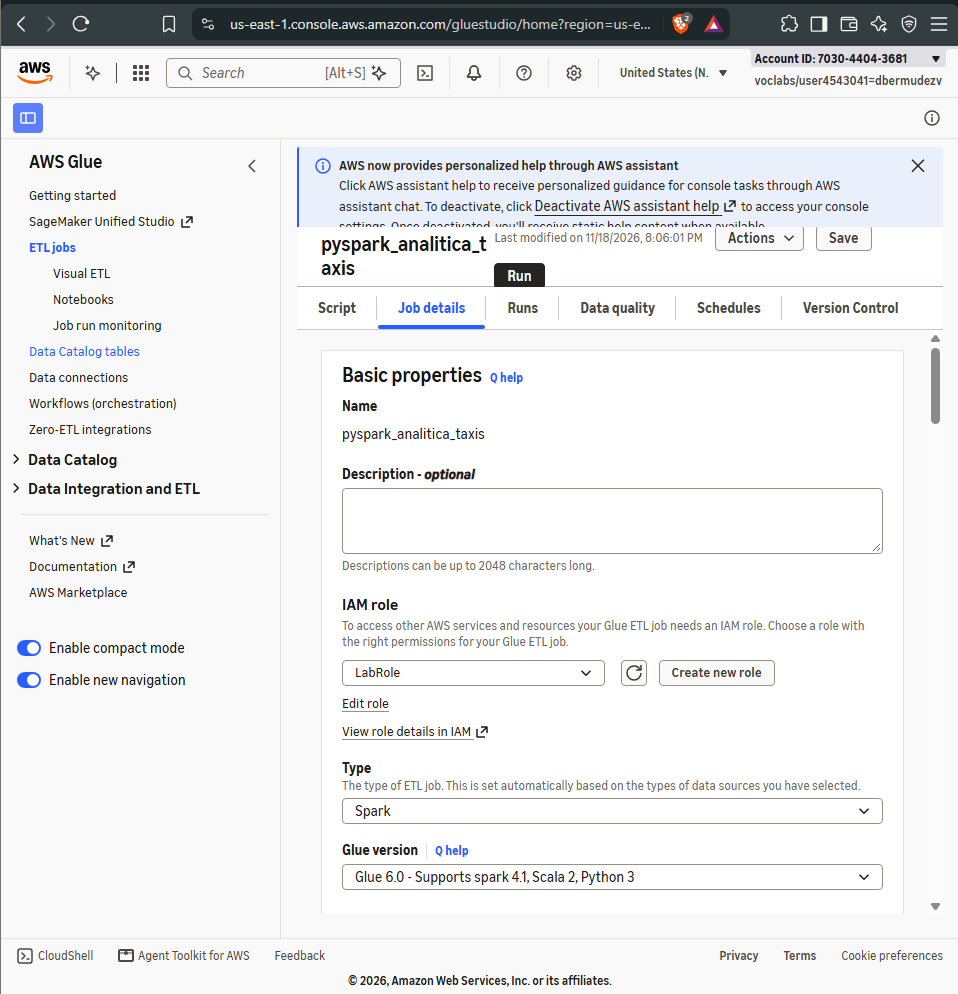 us-east-1.console.aws.amazon.com/gluestudio/home?region=us-e...
2
aws
Search
[Alt+S]
United States (N.
Account ID: 7030-4404-3681
voclabs/user4543041=dbermudezv
AWS Glue
Getting started
SageMaker Unified Studio
ETL jobs
Visual ETL
Notebooks
Job run monitoring
Data Catalog tables
Data connections
Workflows (orchestration)
Zero-ETL integrations
Data Catalog
Data Integration and ETL
What's New
Documentation
AWS Marketplace
Enable compact mode
Enable new navigation
AWS now provides personalized help through AWS assistant
Click AWS assistant help to receive personalized guidance for console tasks through AWS
assistant chat. To deactivate, click Deactivate AWS assistant help to access your console
settings. Once deactivated, you'll receive static help content when available.
pyspark_analitica_t
axis
Last modified on 11/18/2026, 8:06:01 PM
Actions
Save
Run
Script
Job details
Runs
Data quality
Schedules
Version Control
Basic properties Q help
Name
pyspark_analitica_taxis
Description - optional
Descriptions can be up to 2048 characters long.
IAM role
To access other AWS services and resources your Glue ETL job needs an IAM role. Choose a role with
the right permissions for your Glue ETL job.
LabRole
Create new role
Edit role
View role details in IAM
Type
The type of ETL job. This is set automatically based on the types of data sources you have selected.
Spark
Glue version Q help
Glue 6.0 - Supports spark 4.1, Scala 2, Python 3
CloudShell
Agent Toolkit for AWS
Feedback
Privacy
Terms
Cookie preferences
© 2026, Amazon Web Services, Inc. or its affiliates.